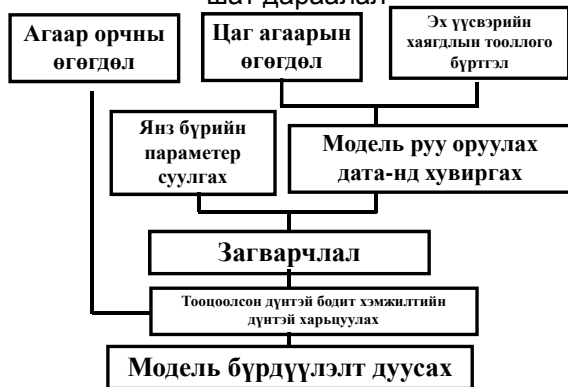 шат дараалал
Агаар орчны
өгөгдөл
Цаг агаарын
өгөгдөл
Эх үүсвэрийн
хаягдлын тооллого
бүртгэл
Янз бүрийн
параметер
суулгах
Модель руу оруулах
дата-нд хувиргах
Загварчлал
Тооцоолсон дүнтэй бодит хэмжилтийн
дүнтэй харьцуулах
Модель бүрдүүлэлт дуусах